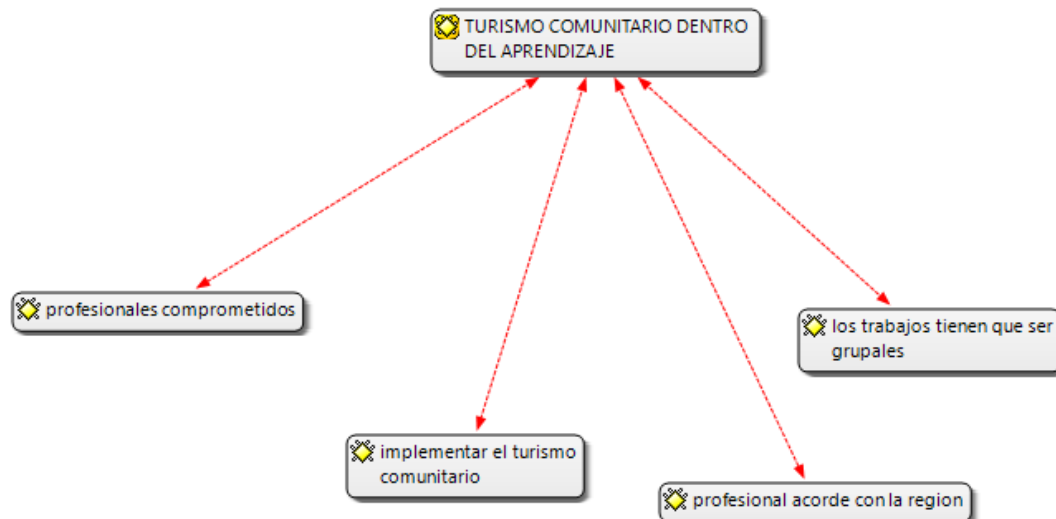 TURISMO COMUNITARIO DENTRO
DEL APRENDIZAJE
profesionales comprometidos
los trabajos tienen que ser
grupales
implementar el turismo
comunitario
profesional acorde con la region